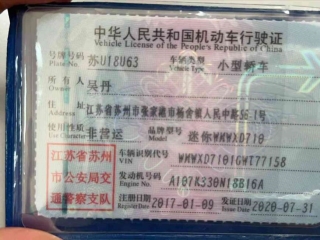 中华人民共和国机动车行驶证
Vehicle License of the People's Republic of China
号牌号码 苏U18U63 车辆类型 小型轿车
Plate No. Vehicle Type
所有人 吴丹
Owner
住址 江苏省苏州市张家港市杨舍镇人民中路56-1号
Address
使用性质 非营运 品牌型号 迷你WMWXD710
Use Character Model
江苏省苏州
市公安局交
通警察支队
车辆识别代号 WMWXD7101GWT77158
VIN
发动机号码 A107K330N18B16A
Engine No.
注册日期 2017-01-09 发证日期 2020-07-31
Register Date Issue Date